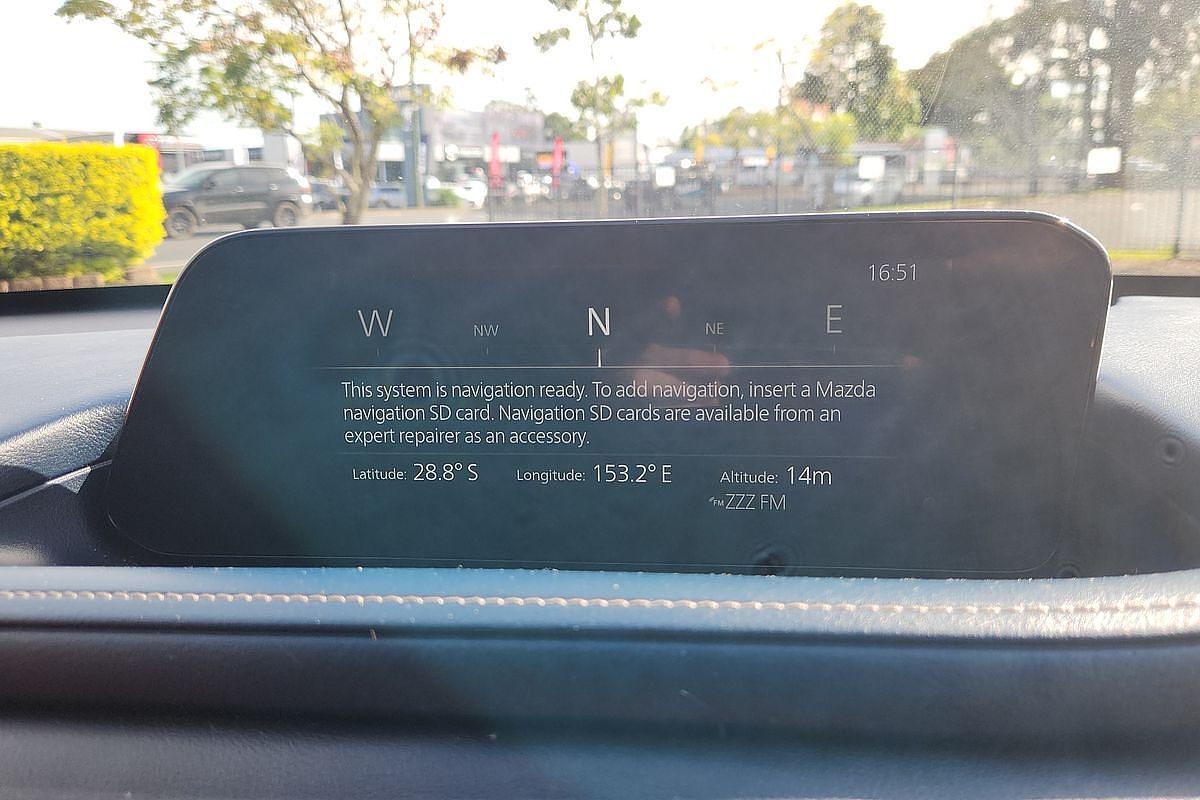 16:51
W NW N NE E
This system is navigation ready. To add navigation, insert a Mazda
navigation SD card. Navigation SD cards are available from an
expert repairer as an accessory.
Latitude: 28.8° S Longitude: 153.2° E Altitude: 14m
FM ZZZ FM